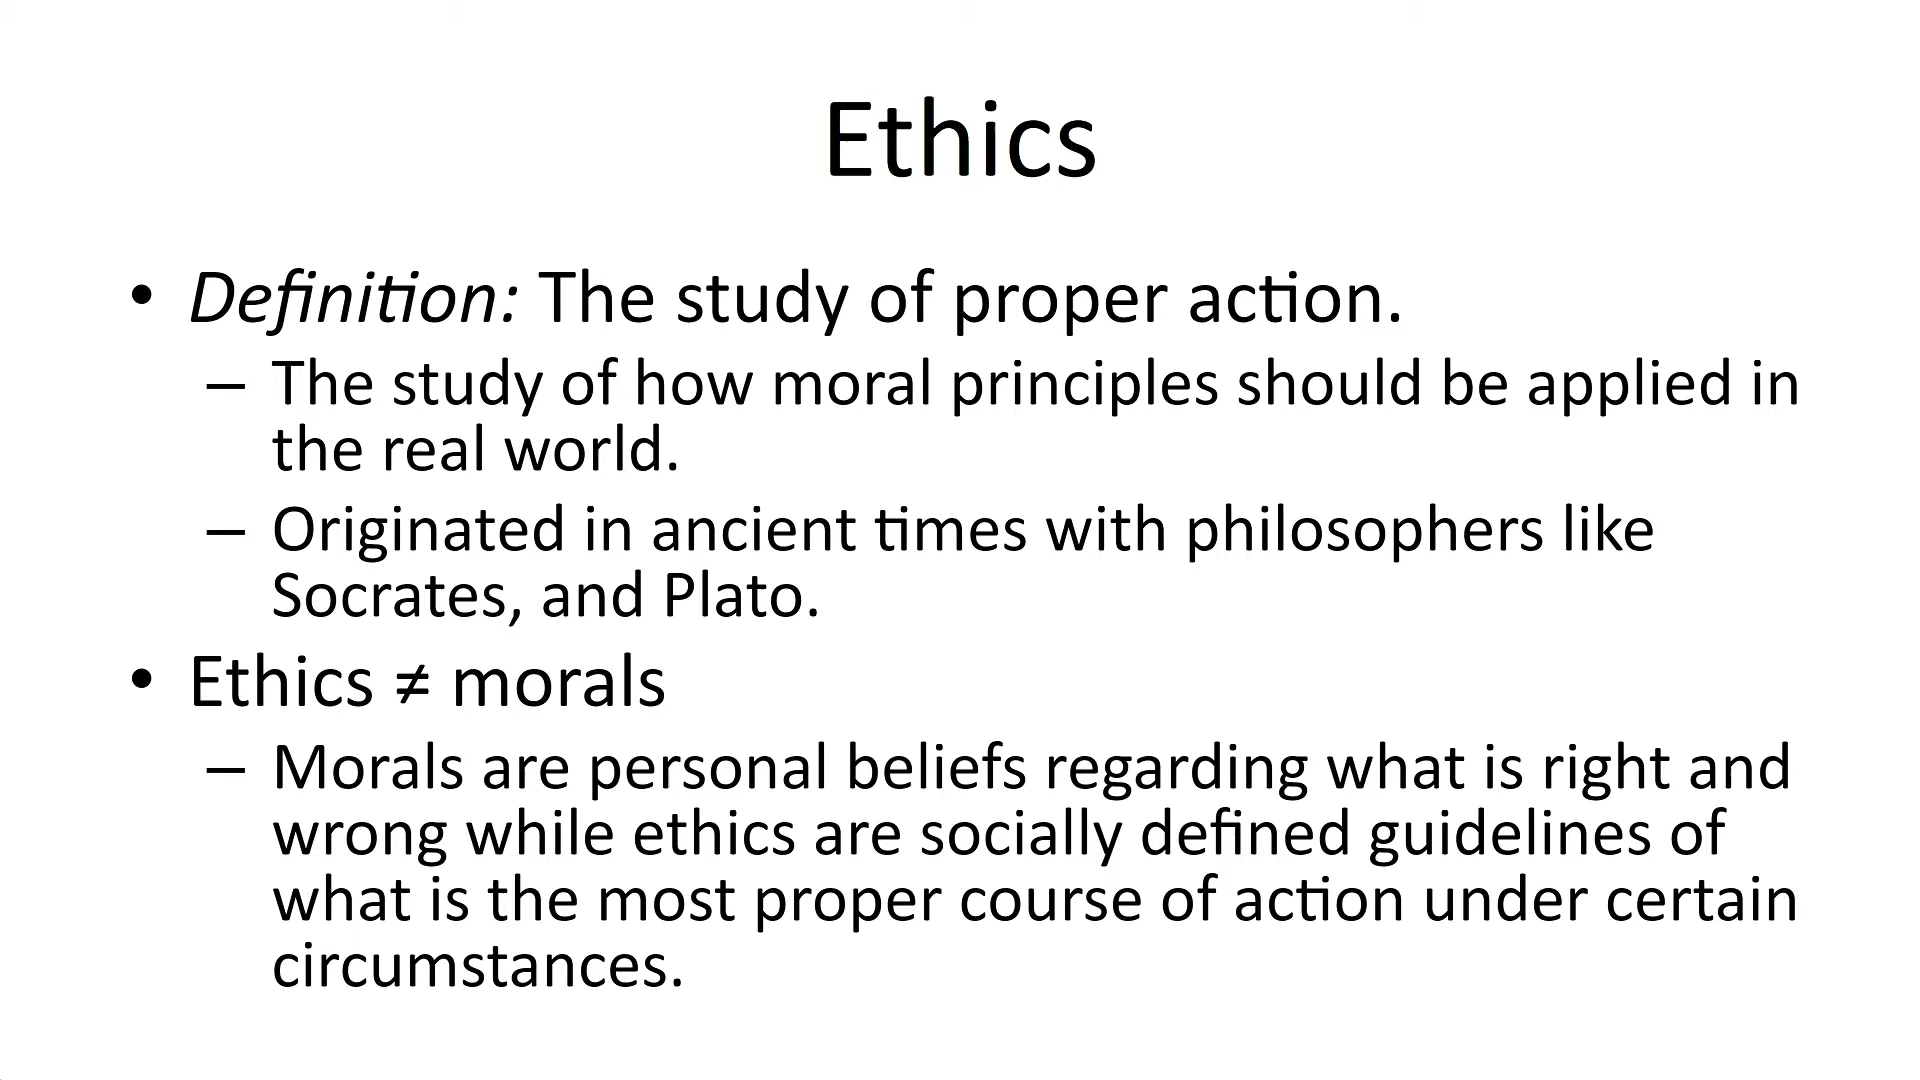 Ethics
• Definition: The study of proper action.
– The study of how moral principles should be applied in
the real world.
– Originated in ancient times with philosophers like
Socrates, and Plato.
• Ethics ≠ morals
– Morals are personal beliefs regarding what is right and
wrong while ethics are socially defined guidelines of
what is the most proper course of action under certain
circumstances.